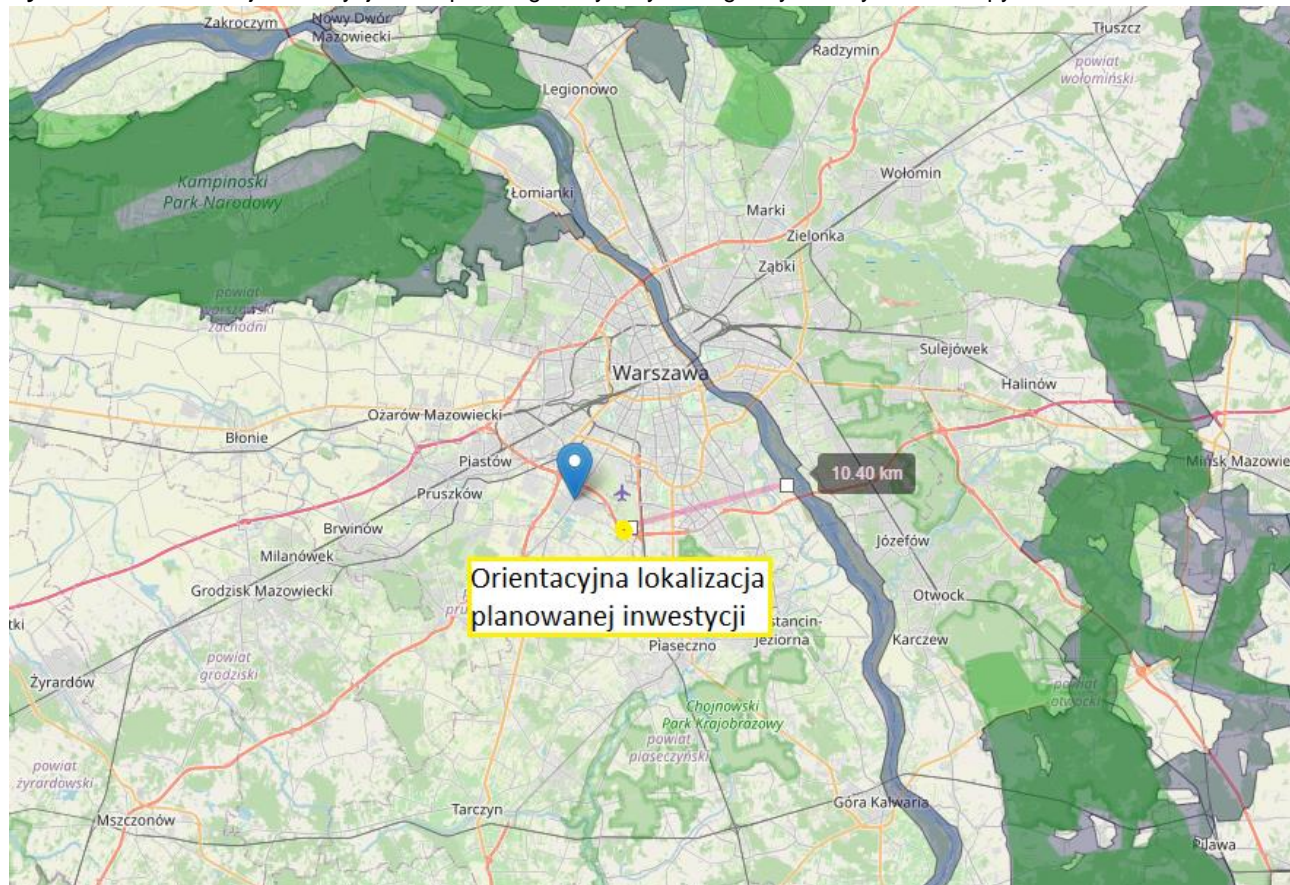 Zakroczym
Nowy Dwór
Mazowiecki
Tłuszcz
Radzymin
powiat
wołomiński
Legionowo
Wołomin
Kampinoski
Park Narodowy
Łomianki
Marki
Zielonka
Ząbki
powiat
warszawski
zachodni
Sulejówek
Warszawa
Halinów
Ożarów Mazowiecki
Błonie
Piastów
10.40 km
Mińsk Mazowie
Pruszków
Brwinów
Józefów
Milanówek
Grodzisk Mazowiecki
Orientacyjna lokalizacja
planowanej inwestycji
Otwock
stancin-
Jeziorna
Karczew
Piaseczno
powiat
grodziski
Żyrardów
powiat
otwocki
Chojnowski
Park Krajobrazowy
powiat
piaseczyński
powiat
żyrardowski
Góra Kalwaria
Tarczyn
Mszczonów
Pilawa